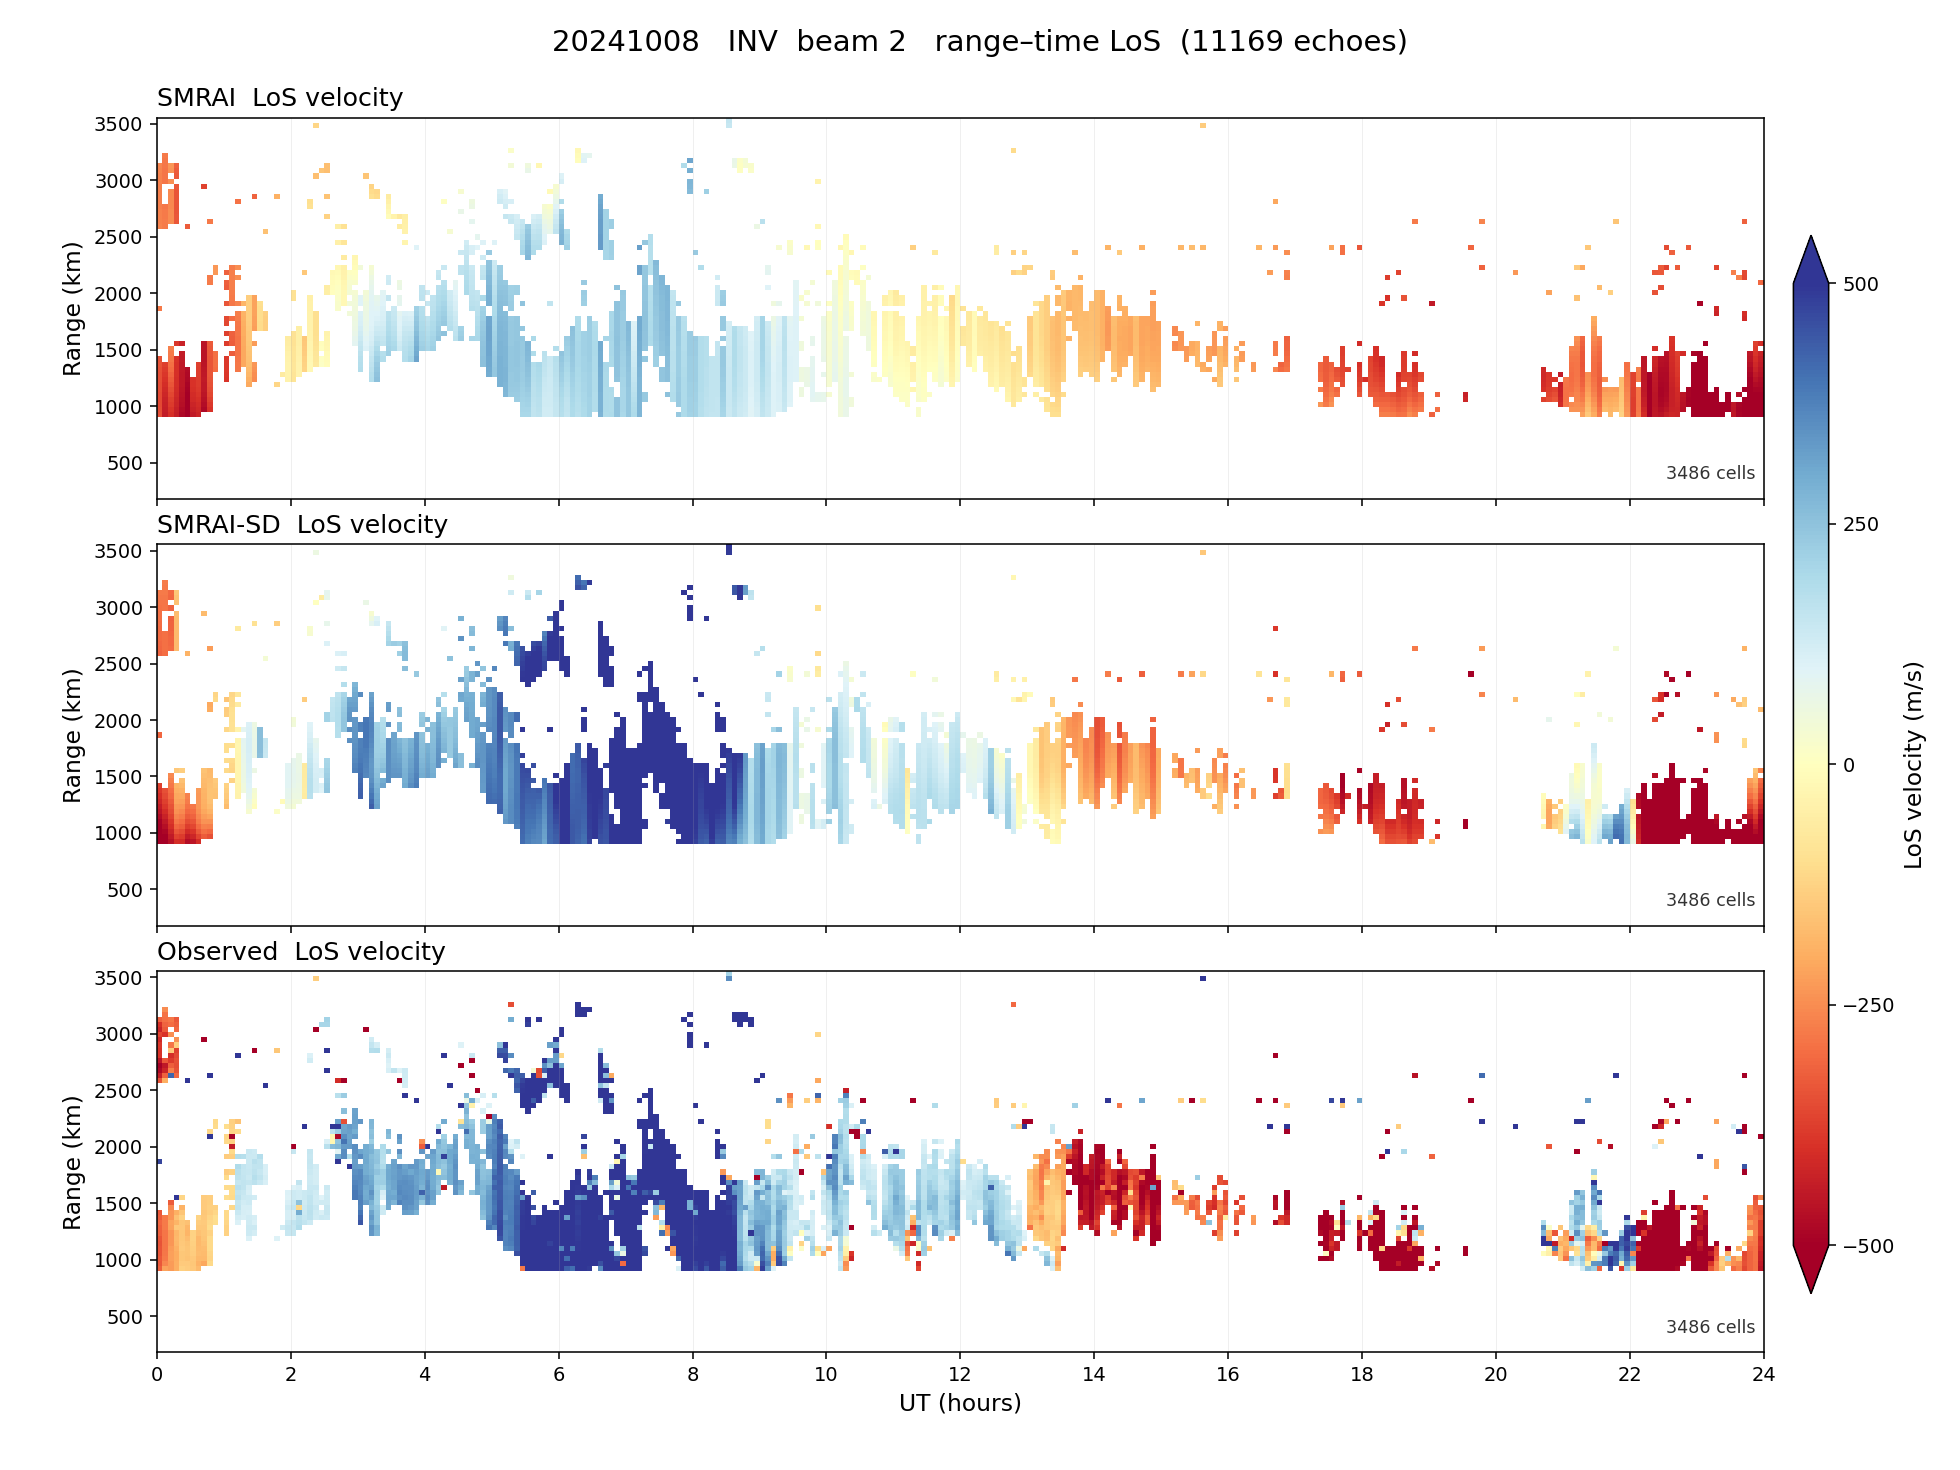 20241008   INV  beam 2   range–time LoS  (11169 echoes)
SMRAI  LoS velocity
3500
3000
2500
2000
1500
1000
500
Range (km)
3486 cells
SMRAI-SD  LoS velocity
3500
3000
2500
2000
1500
1000
500
Range (km)
3486 cells
Observed  LoS velocity
3500
3000
2500
2000
1500
1000
500
Range (km)
3486 cells
0 2 4 6 8 10 12 14 16 18 20 22 24
UT (hours)
500
250
0
−250
−500
LoS velocity (m/s)